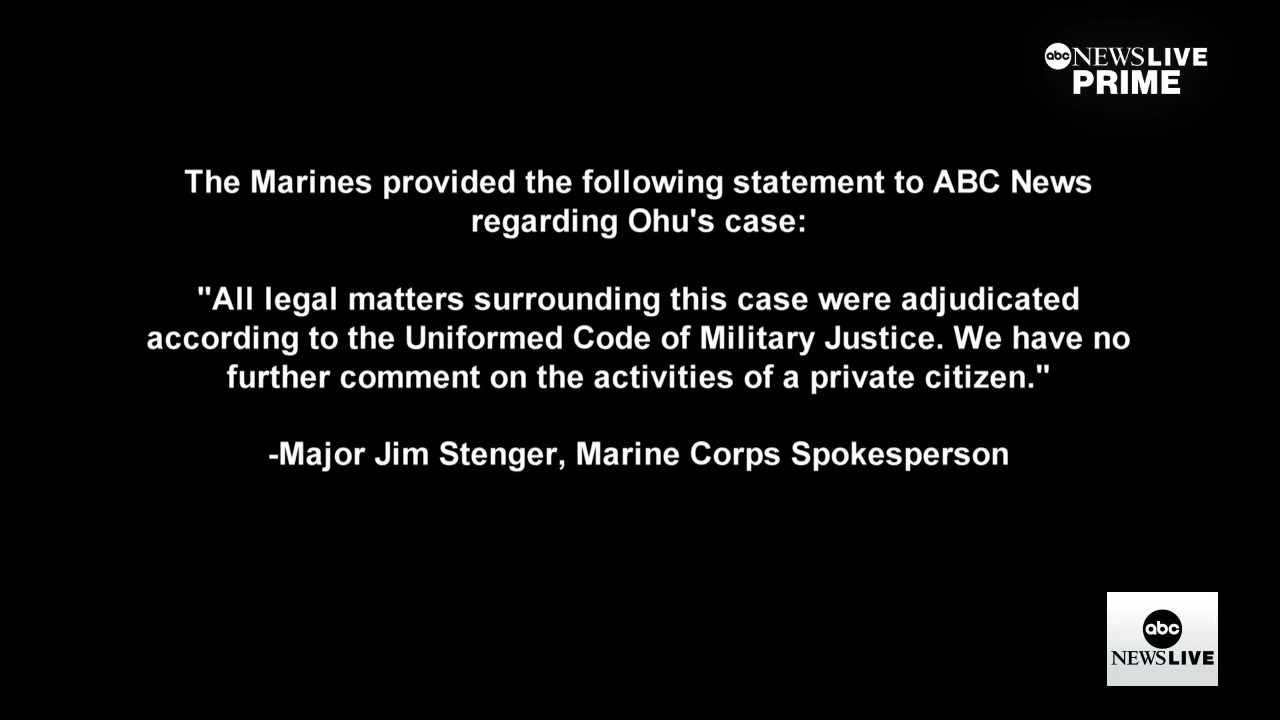 abc NEWS LIVE
PRIME
The Marines provided the following statement to ABC News
regarding Ohu's case:
"All legal matters surrounding this case were adjudicated
according to the Uniformed Code of Military Justice. We have no
further comment on the activities of a private citizen."
-Major Jim Stenger, Marine Corps Spokesperson
abc
NEWS LIVE